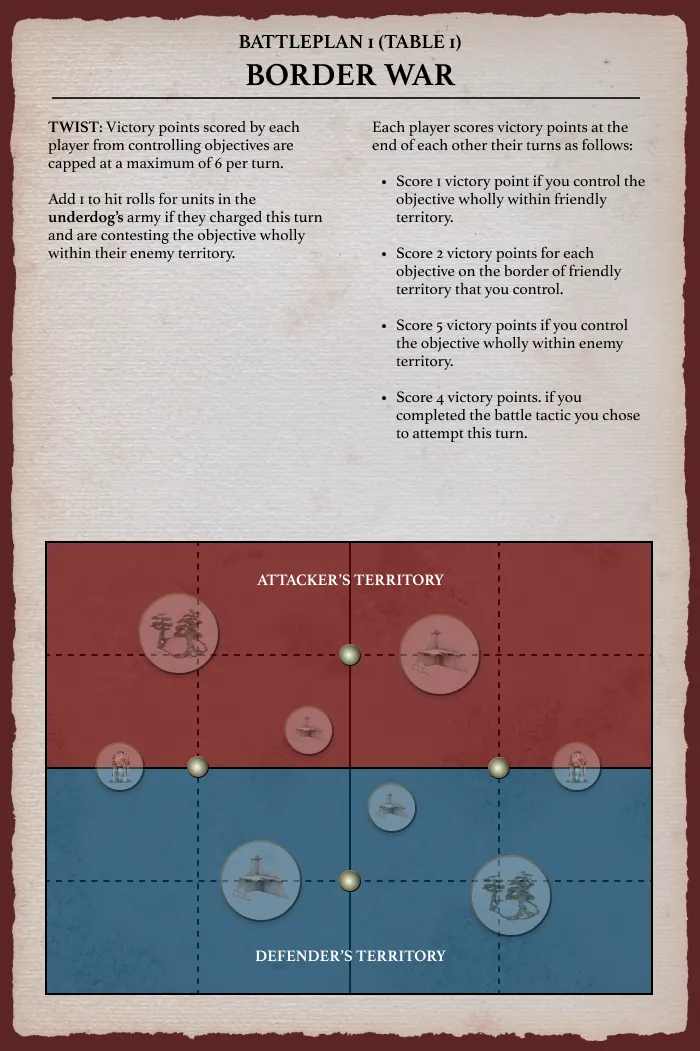 BATTLEPLAN 1 (TABLE 1)
BORDER WAR
TWIST: Victory points scored by each
player from controlling objectives are
capped at a maximum of 6 per turn.
Add 1 to hit rolls for units in the
underdog's army if they charged this turn
and are contesting the objective wholly
within their enemy territory.
Each player scores victory points at the
end of each other their turns as follows:
• Score 1 victory point if you control the
objective wholly within friendly
territory.
• Score 2 victory points for each
objective on the border of friendly
territory that you control.
• Score 5 victory points if you control
the objective wholly within enemy
territory.
• Score 4 victory points. if you
completed the battle tactic you chose
to attempt this turn.
ATTACKER'S TERRITORY
DEFENDER'S TERRITORY